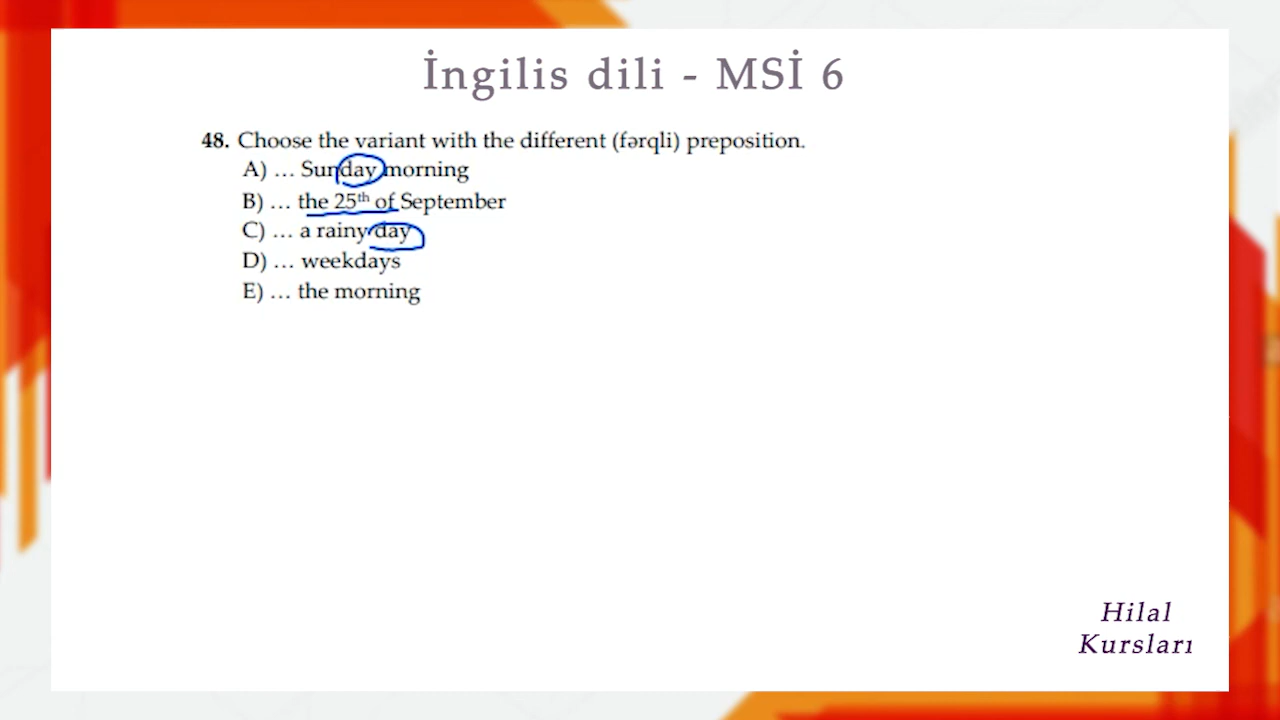 İngilis dili - MSİ 6
48. Choose the variant with the different (fərqli) preposition.
A) ... Sunday morning
B) ... the 25th of September
C) ... a rainy day
D) ... weekdays
E) ... the morning
Hilal
Kursları